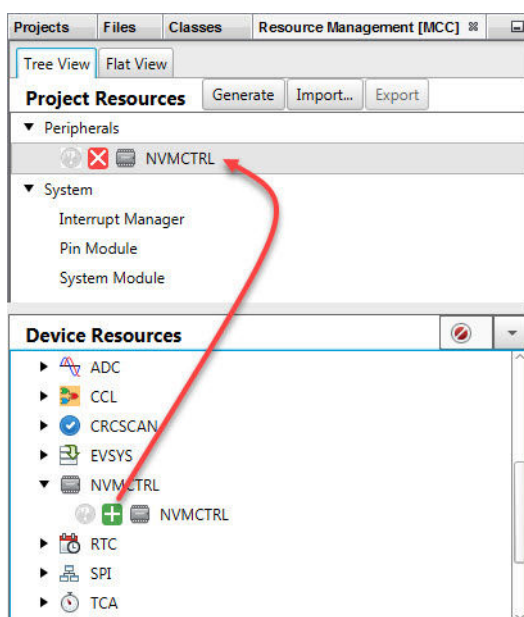 Projects Files Classes Resource Management [MCC]
Tree View Flat View
Project Resources Generate Import... Export
Peripherals
NVMCTRL
System
Interrupt Manager
Pin Module
System Module
Device Resources
ADC
CCL
CRCSCAN
EVSYS
NVMCTRL
NVMCTRL
RTC
SPI
TCA